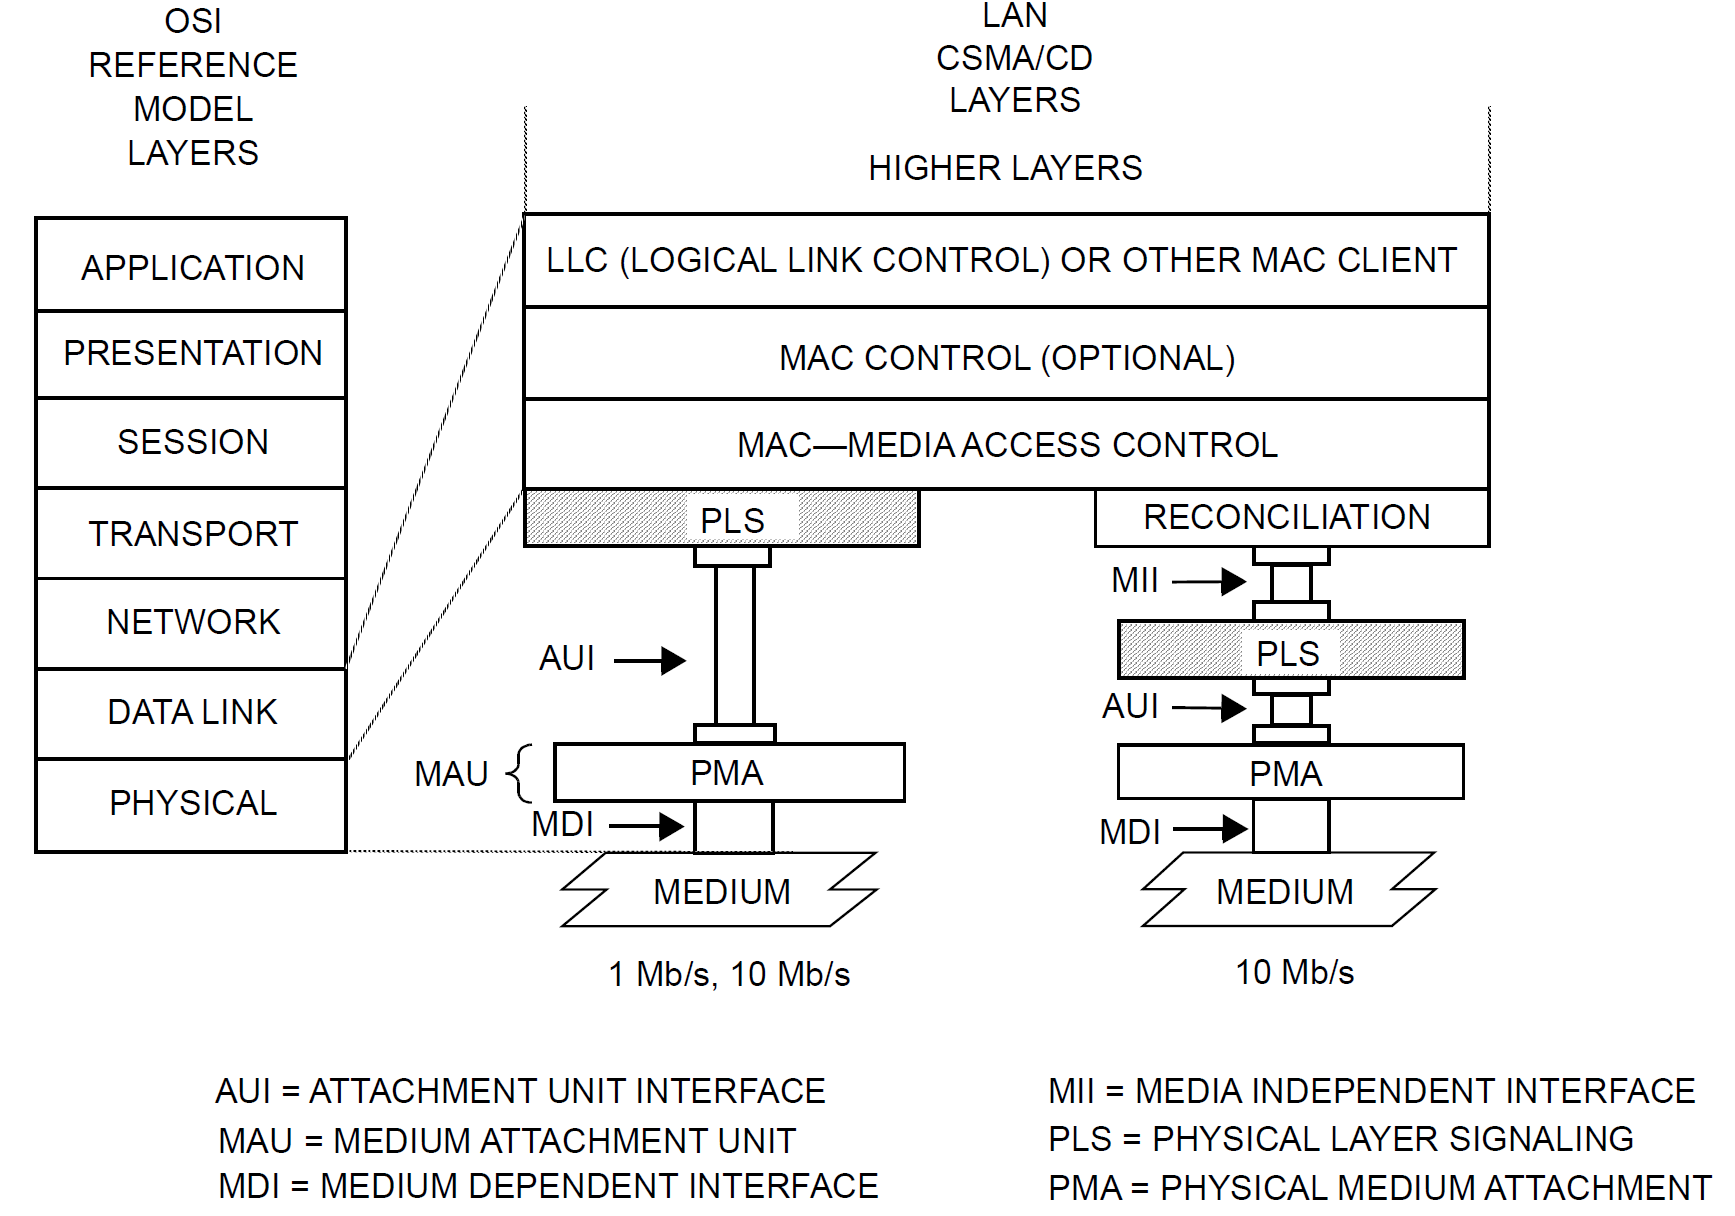 OSI
REFERENCE
MODEL
LAYERS
APPLICATION
PRESENTATION
SESSION
TRANSPORT
NETWORK
DATA LINK
PHYSICAL
LAN
CSMA/CD
LAYERS
HIGHER LAYERS
LLC (LOGICAL LINK CONTROL) OR OTHER MAC CLIENT
MAC CONTROL (OPTIONAL)
MAC—MEDIA ACCESS CONTROL
PLS
AUI
MAU
PMA
MDI
MEDIUM
1 Mb/s, 10 Mb/s
RECONCILIATION
MII
PLS
AUI
PMA
MDI
MEDIUM
10 Mb/s
AUI = ATTACHMENT UNIT INTERFACE
MAU = MEDIUM ATTACHMENT UNIT
MDI = MEDIUM DEPENDENT INTERFACE
MII = MEDIA INDEPENDENT INTERFACE
PLS = PHYSICAL LAYER SIGNALING
PMA = PHYSICAL MEDIUM ATTACHMENT